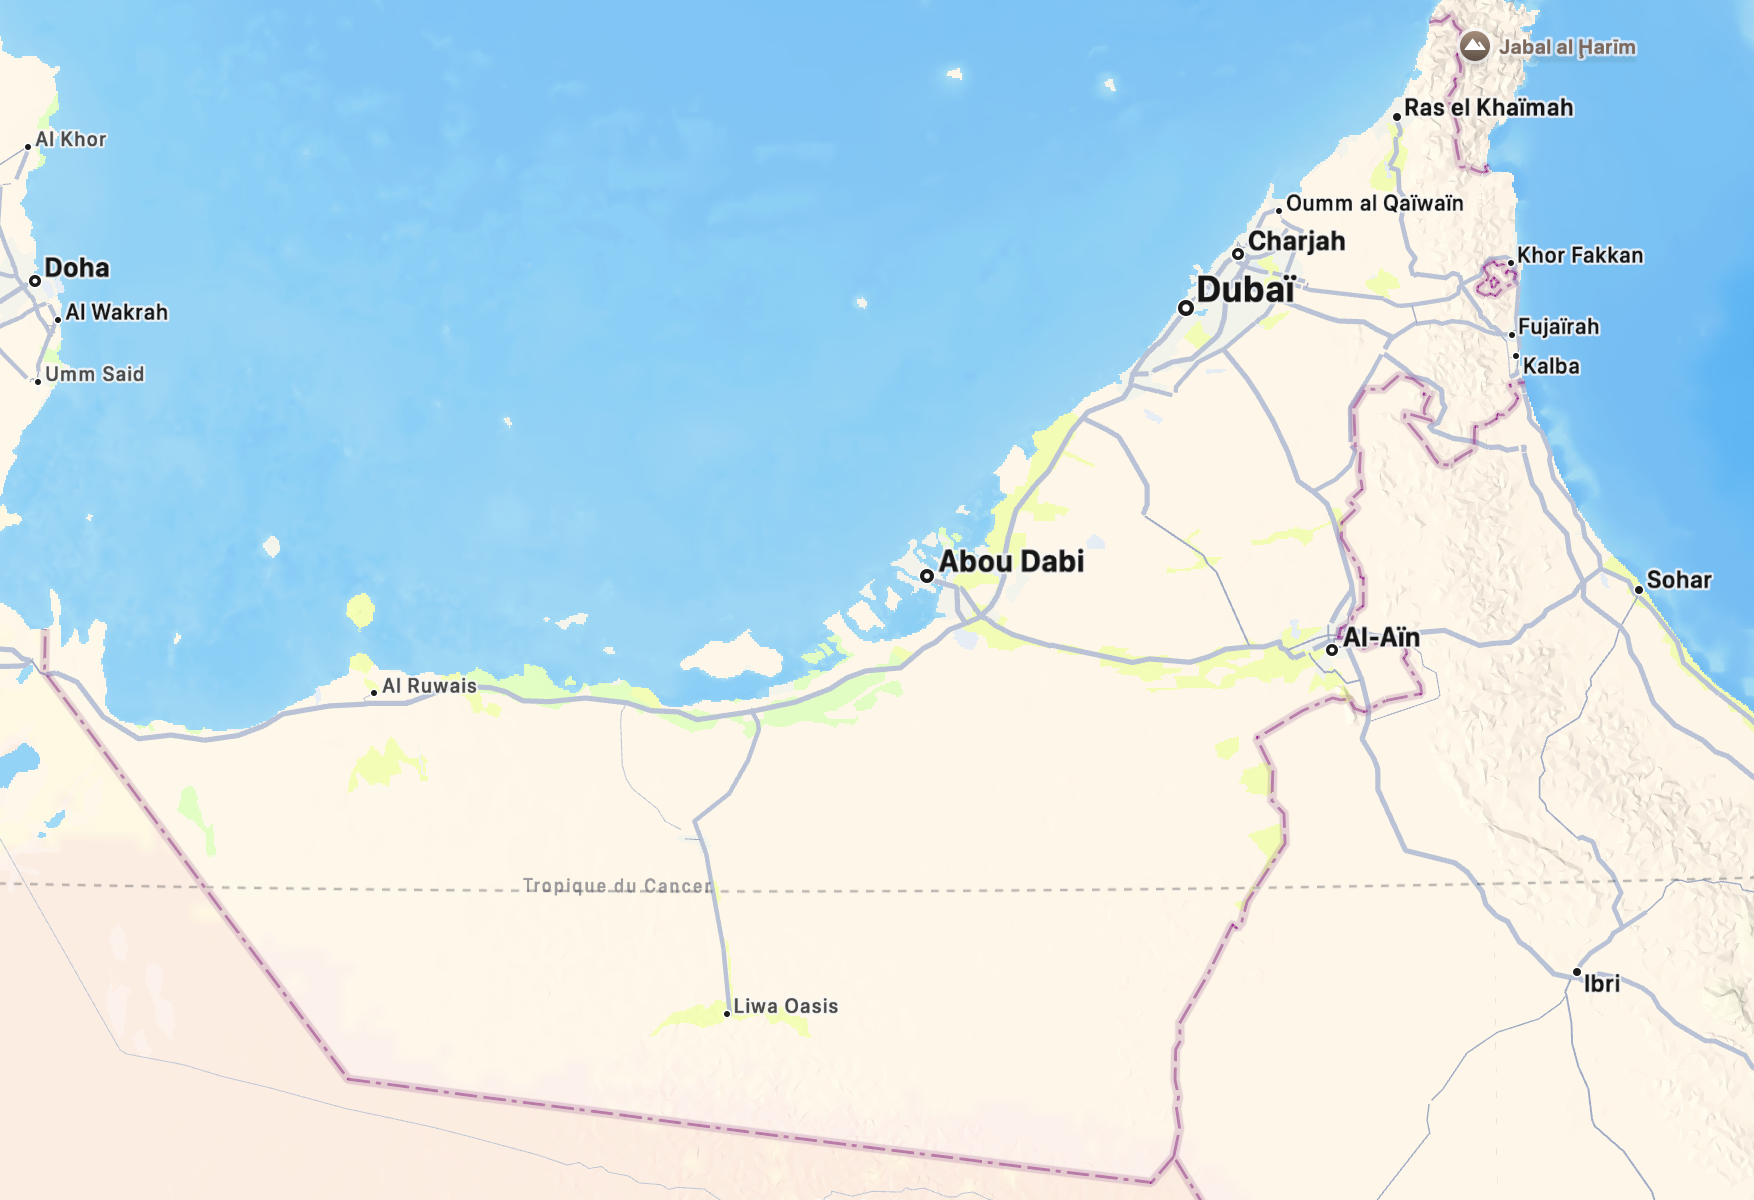 Jabal al Ḩarīm
Ras el Khaïmah
Al Khor
Oumm al Qaïwaïn
Charjah
Khor Fakkan
Doha
Dubaï
Al Wakrah
Fujaïrah
Kalba
Umm Said
Abou Dabi
Sohar
Al-Aïn
Al Ruwais
Tropique du Cancer
Ibri
Liwa Oasis